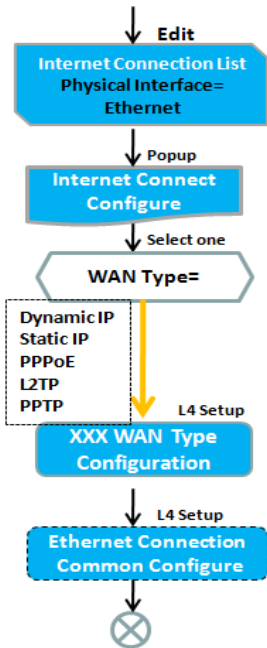 Edit
Internet Connection List
Physical Interface=
Ethernet
Popup
Internet Connect
Configure
Select one
WAN Type=
Dynamic IP
Static IP
PPPoE
L2TP
PPTP
L4 Setup
XXX WAN Type
Configuration
L4 Setup
Ethernet Connection
Common Configure